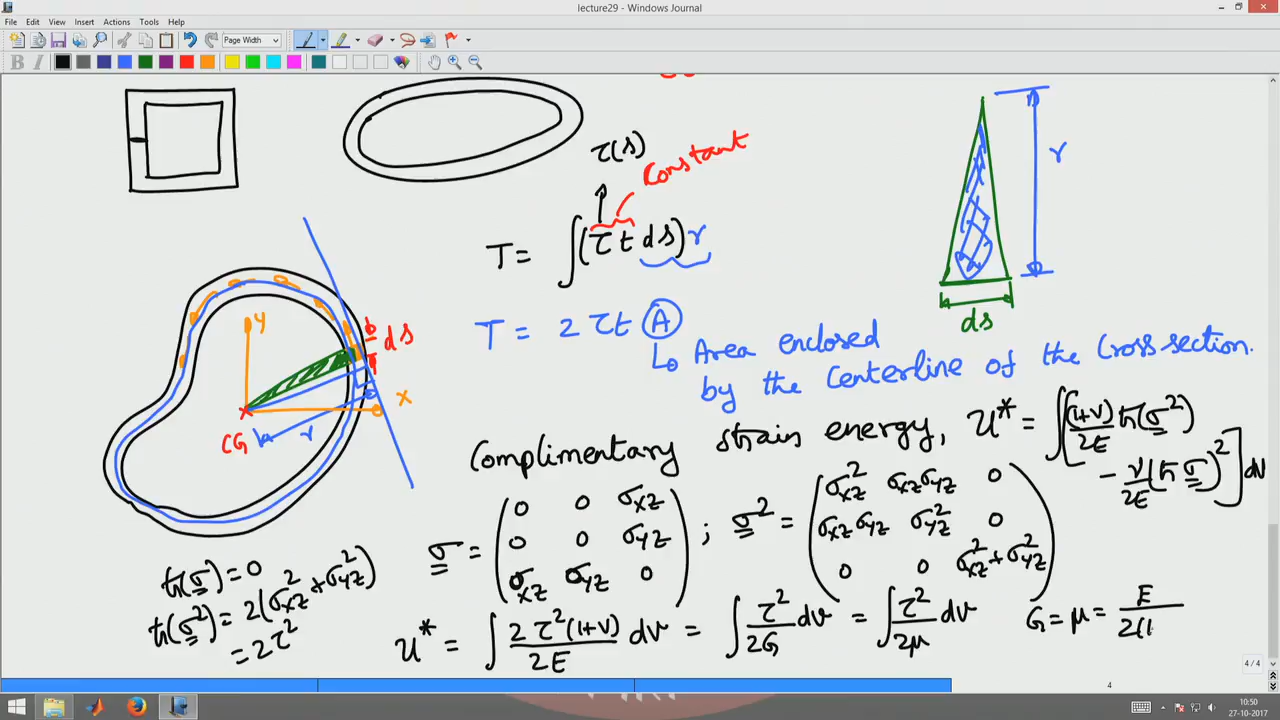 lecture29 - Windows Journal
File Edit View Insert Actions Tools Help
Page Width
B I
τ(s)
Constant
T = ∫(τ t ds) r
r
ds
T = 2 τt A
Area enclosed
by the Centerline of the Cross section.
t
ds
y
x
CG
r
Complimentary strain energy, U* = ∫[(1+ν)/2E tr(σ²)
- ν/2E (tr σ)²] dv
σ = (0 0 σxz
0 0 σyz
σxz σyz 0) ;
σ² = (σxz² σxzσyz 0
σxzσyz σyz² 0
0 0 σxz²+σyz²)
tr(σ)=0
tr(σ²)= 2(σxz²+σyz²)
= 2τ²
U* = ∫ 2τ²(1+ν)/2E dv = ∫ τ²/2G dv = ∫ τ²/2μ dv
G = μ = E/2(1
4/4
4
10:50
27-10-2017